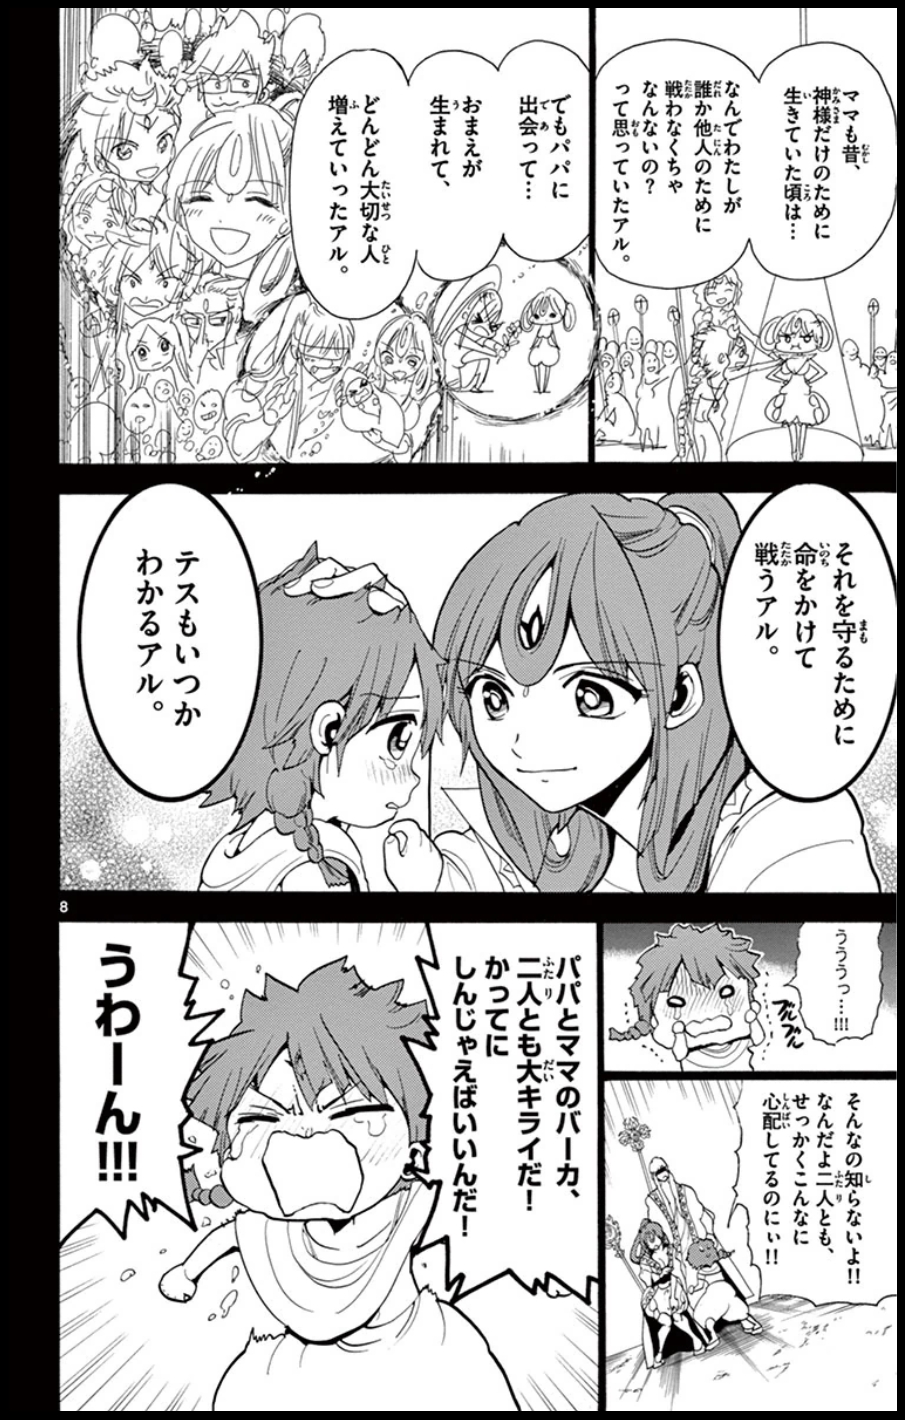 ママも昔、
神様だけのために
生きていた頃は…
なんでわたしが
誰か他人のために
戦わなくちゃ
なんないの？
って思っていたアル。
でもパパに
出会って…
おまえが
生まれて、
どんどん大切な人
増えていったアル。
それを守るために
命をかけて
戦うアル。
テスもいつか
わかるアル。
8
うううっ…!!!
ブルブル
そんなの知らないよ!!
なんだよ二人とも、
せっかくこんなに
心配してるのにぃ!!
パパとママのバーカ、
二人とも大キライだ！
かってに
しんじゃえばいいんだ！
うわーん!!!